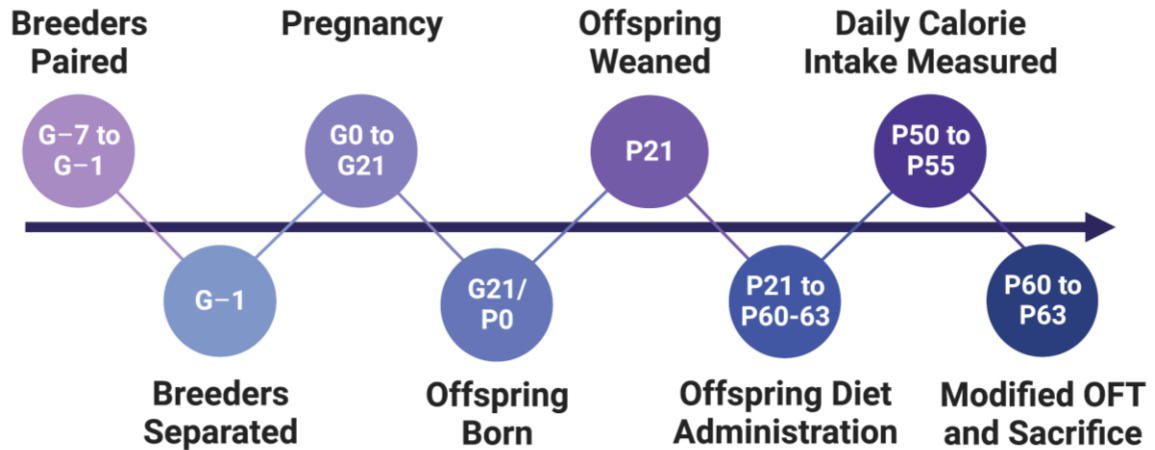 Breeders
Paired
G−7 to
G−1
G−1
Breeders
Separated
Pregnancy
G0 to
G21
G21/
P0
Offspring
Born
Offspring
Weaned
P21
P21 to
P60-63
Offspring Diet
Administration
Daily Calorie
Intake Measured
P50 to
P55
P60 to
P63
Modified OFT
and Sacrifice